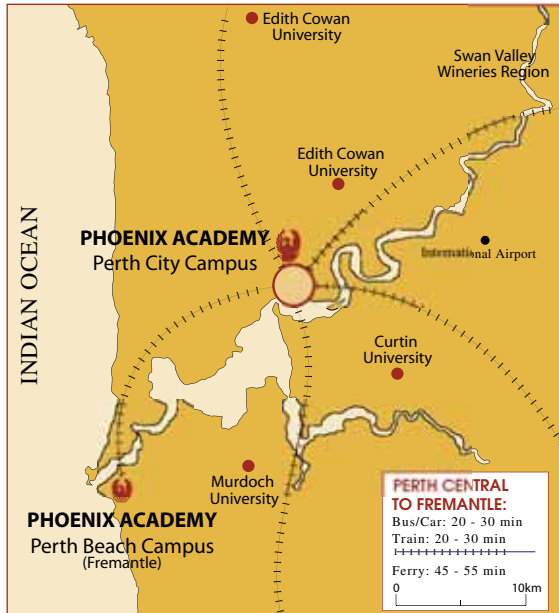 Edith Cowan
University
Swan Valley
Wineries Region
Edith Cowan
University
PHOENIX ACADEMY
Perth City Campus
International Airport
INDIAN OCEAN
Curtin
University
Murdoch
University
PHOENIX ACADEMY
Perth Beach Campus
(Fremantle)
PERTH CENTRAL
TO FREMANTLE:
Bus/Car: 20 - 30 min
Train: 20 - 30 min
Ferry: 45 - 55 min
0 10km